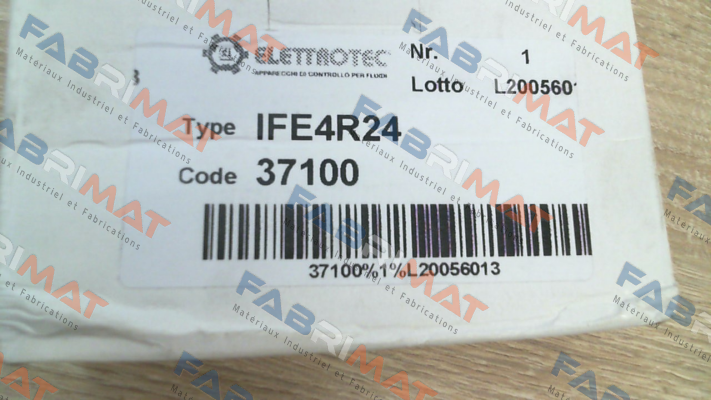 ELETTROTEC
APPARECCHI DI CONTROLLO PER FLUIDI
Nr. 1
Lotto L2005601
Type IFE4R24
Code 37100
37100%1%L20056013
FABRIMAT
Matériaux Industriel et Fabrications